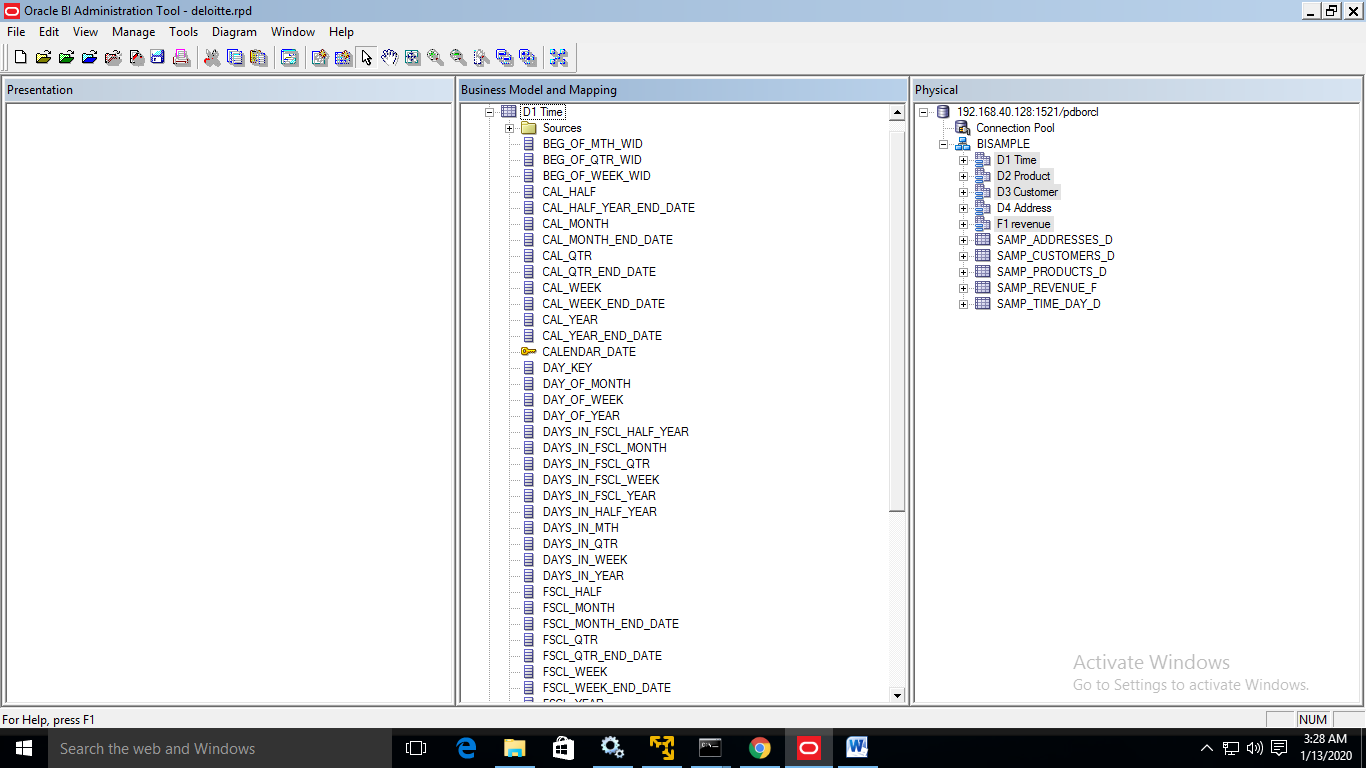 Oracle BI Administration Tool - deloitte.rpd
File Edit View Manage Tools Diagram Window Help
Presentation
Business Model and Mapping
D1 Time
Sources
BEG_OF_MTH_WID
BEG_OF_QTR_WID
BEG_OF_WEEK_WID
CAL_HALF
CAL_HALF_YEAR_END_DATE
CAL_MONTH
CAL_MONTH_END_DATE
CAL_QTR
CAL_QTR_END_DATE
CAL_WEEK
CAL_WEEK_END_DATE
CAL_YEAR
CAL_YEAR_END_DATE
CALENDAR_DATE
DAY_KEY
DAY_OF_MONTH
DAY_OF_WEEK
DAY_OF_YEAR
DAYS_IN_FSCL_HALF_YEAR
DAYS_IN_FSCL_MONTH
DAYS_IN_FSCL_QTR
DAYS_IN_FSCL_WEEK
DAYS_IN_FSCL_YEAR
DAYS_IN_HALF_YEAR
DAYS_IN_MTH
DAYS_IN_QTR
DAYS_IN_WEEK
DAYS_IN_YEAR
FSCL_HALF
FSCL_MONTH
FSCL_MONTH_END_DATE
FSCL_QTR
FSCL_QTR_END_DATE
FSCL_WEEK
FSCL_WEEK_END_DATE
FSCL_YEAR
Physical
192.168.40.128:1521/pdborcl
Connection Pool
BISAMPLE
D1 Time
D2 Product
D3 Customer
D4 Address
F1 revenue
SAMP_ADDRESSES_D
SAMP_CUSTOMERS_D
SAMP_PRODUCTS_D
SAMP_REVENUE_F
SAMP_TIME_DAY_D
Activate Windows
Go to Settings to activate Windows.
For Help, press F1
NUM
Search the web and Windows
3:28 AM
1/13/2020